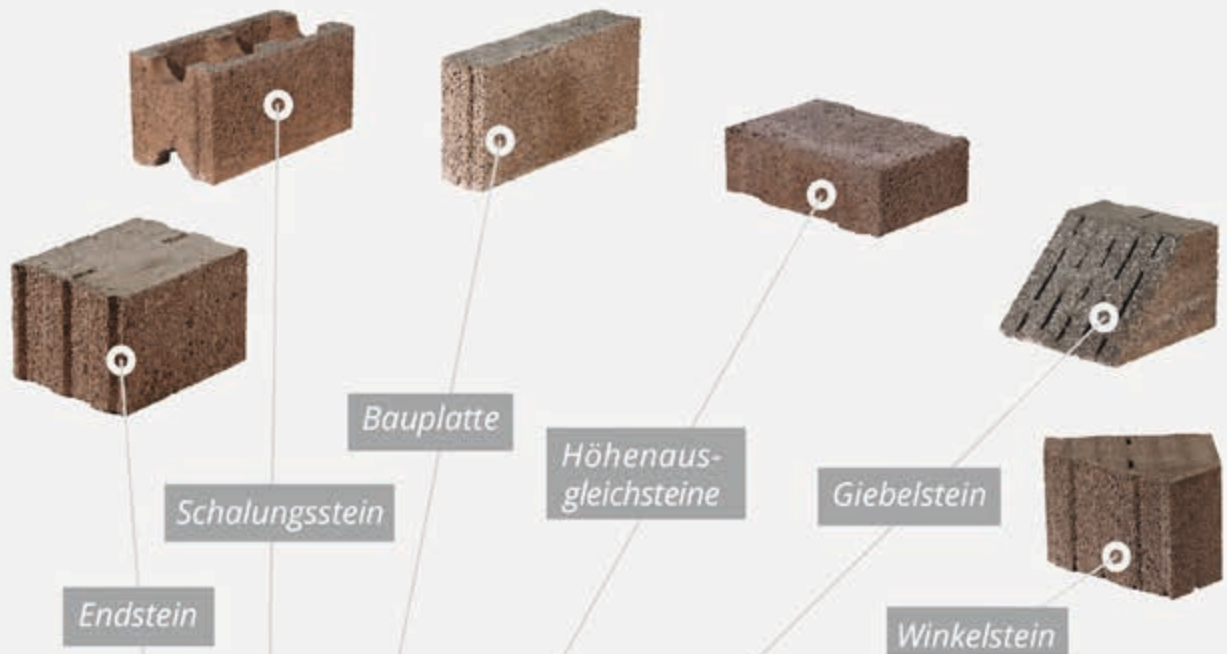 Bauplatte
Höhenaus-
gleichsteine
Giebelstein
Schalungsstein
Endstein
Winkelstein